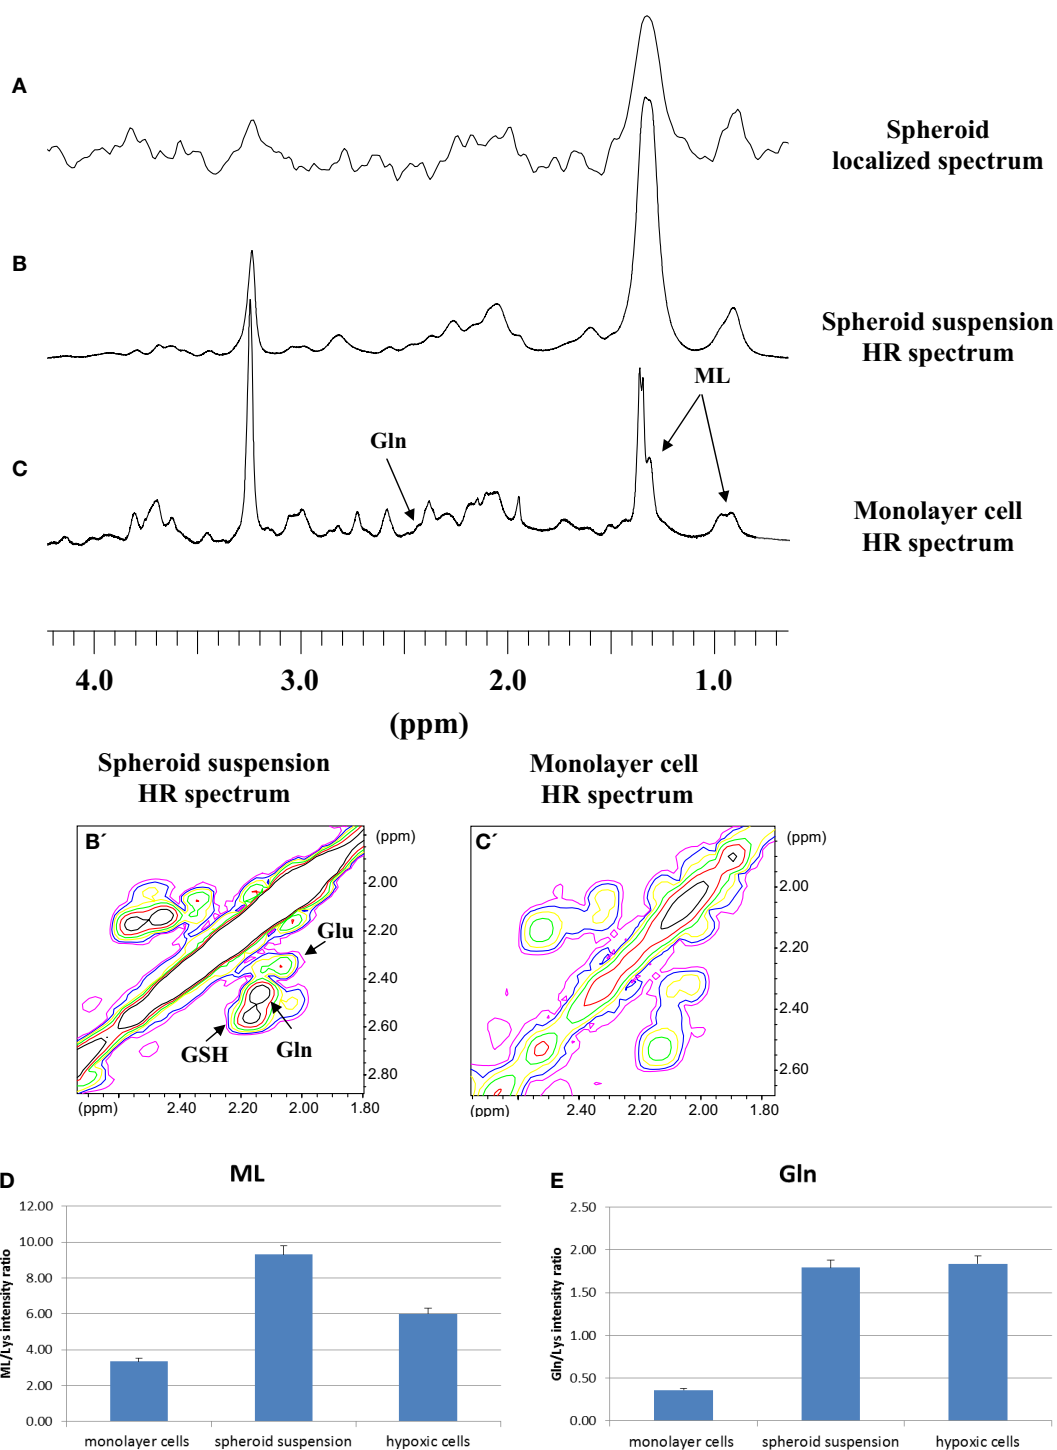 A
Spheroid
localized spectrum
B
Spheroid suspension
HR spectrum
ML
Gln
C
Monolayer cell
HR spectrum
4.0 3.0 2.0 1.0
(ppm)
Spheroid suspension
HR spectrum
B´
(ppm)
2.00
2.20
2.40
2.60
2.80
Glu
GSH
Gln
(ppm) 2.40 2.20 2.00 1.80
Monolayer cell
HR spectrum
C´
(ppm)
2.00
2.20
2.40
2.60
(ppm) 2.40 2.20 2.00 1.80
D
ML
ML/Lys intensity ratio
12.00
10.00
8.00
6.00
4.00
2.00
0.00
monolayer cells spheroid suspension hypoxic cells
E
Gln
Gln/Lys intensity ratio
2.50
2.00
1.50
1.00
0.50
0.00
monolayer cells spheroid suspension hypoxic cells